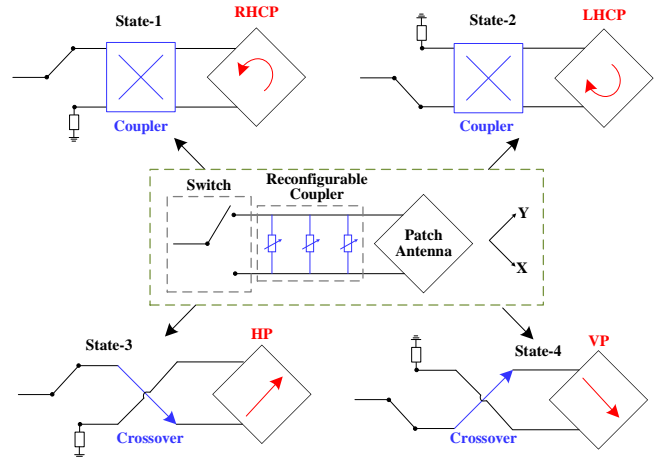 State-1
RHCP
Coupler
State-2
LHCP
Coupler
Switch
Reconfigurable
Coupler
Patch
Antenna
Y
X
State-3
HP
Crossover
State-4
VP
Crossover